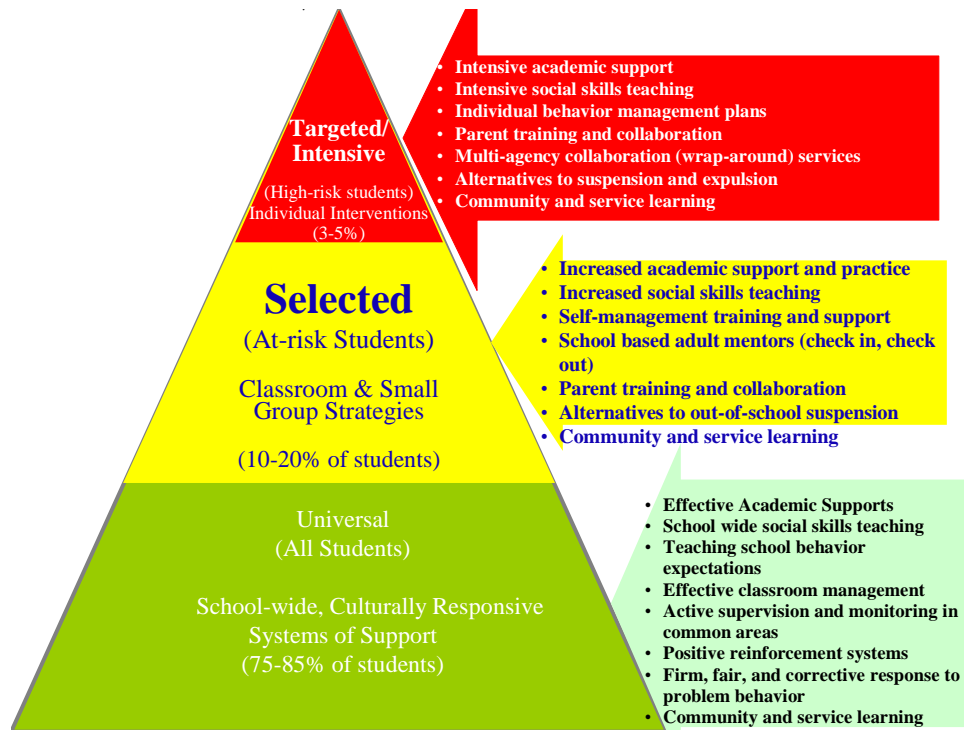 Targeted/
Intensive
(High-risk students)
Individual Interventions
(3-5%)
• Intensive academic support
• Intensive social skills teaching
• Individual behavior management plans
• Parent training and collaboration
• Multi-agency collaboration (wrap-around) services
• Alternatives to suspension and expulsion
• Community and service learning
Selected
(At-risk Students)
Classroom & Small
Group Strategies
(10-20% of students)
• Increased academic support and practice
• Increased social skills teaching
• Self-management training and support
• School based adult mentors (check in, check
out)
• Parent training and collaboration
• Alternatives to out-of-school suspension
• Community and service learning
Universal
(All Students)
School-wide, Culturally Responsive
Systems of Support
(75-85% of students)
• Effective Academic Supports
• School wide social skills teaching
• Teaching school behavior
expectations
• Effective classroom management
• Active supervision and monitoring in
common areas
• Positive reinforcement systems
• Firm, fair, and corrective response to
problem behavior
• Community and service learning